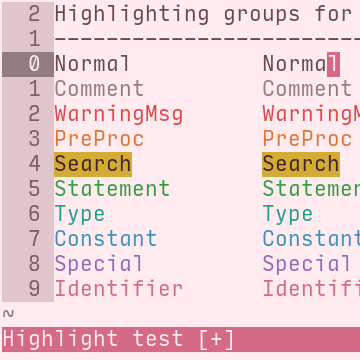 2 Highlighting groups for
1 -----------------------
0 Normal Normal
1 Comment Comment
2 WarningMsg WarningM
3 PreProc PreProc
4 Search Search
5 Statement Statemen
6 Type Type
7 Constant Constant
8 Special Special
9 Identifier Identifi
~
Highlight test [+]